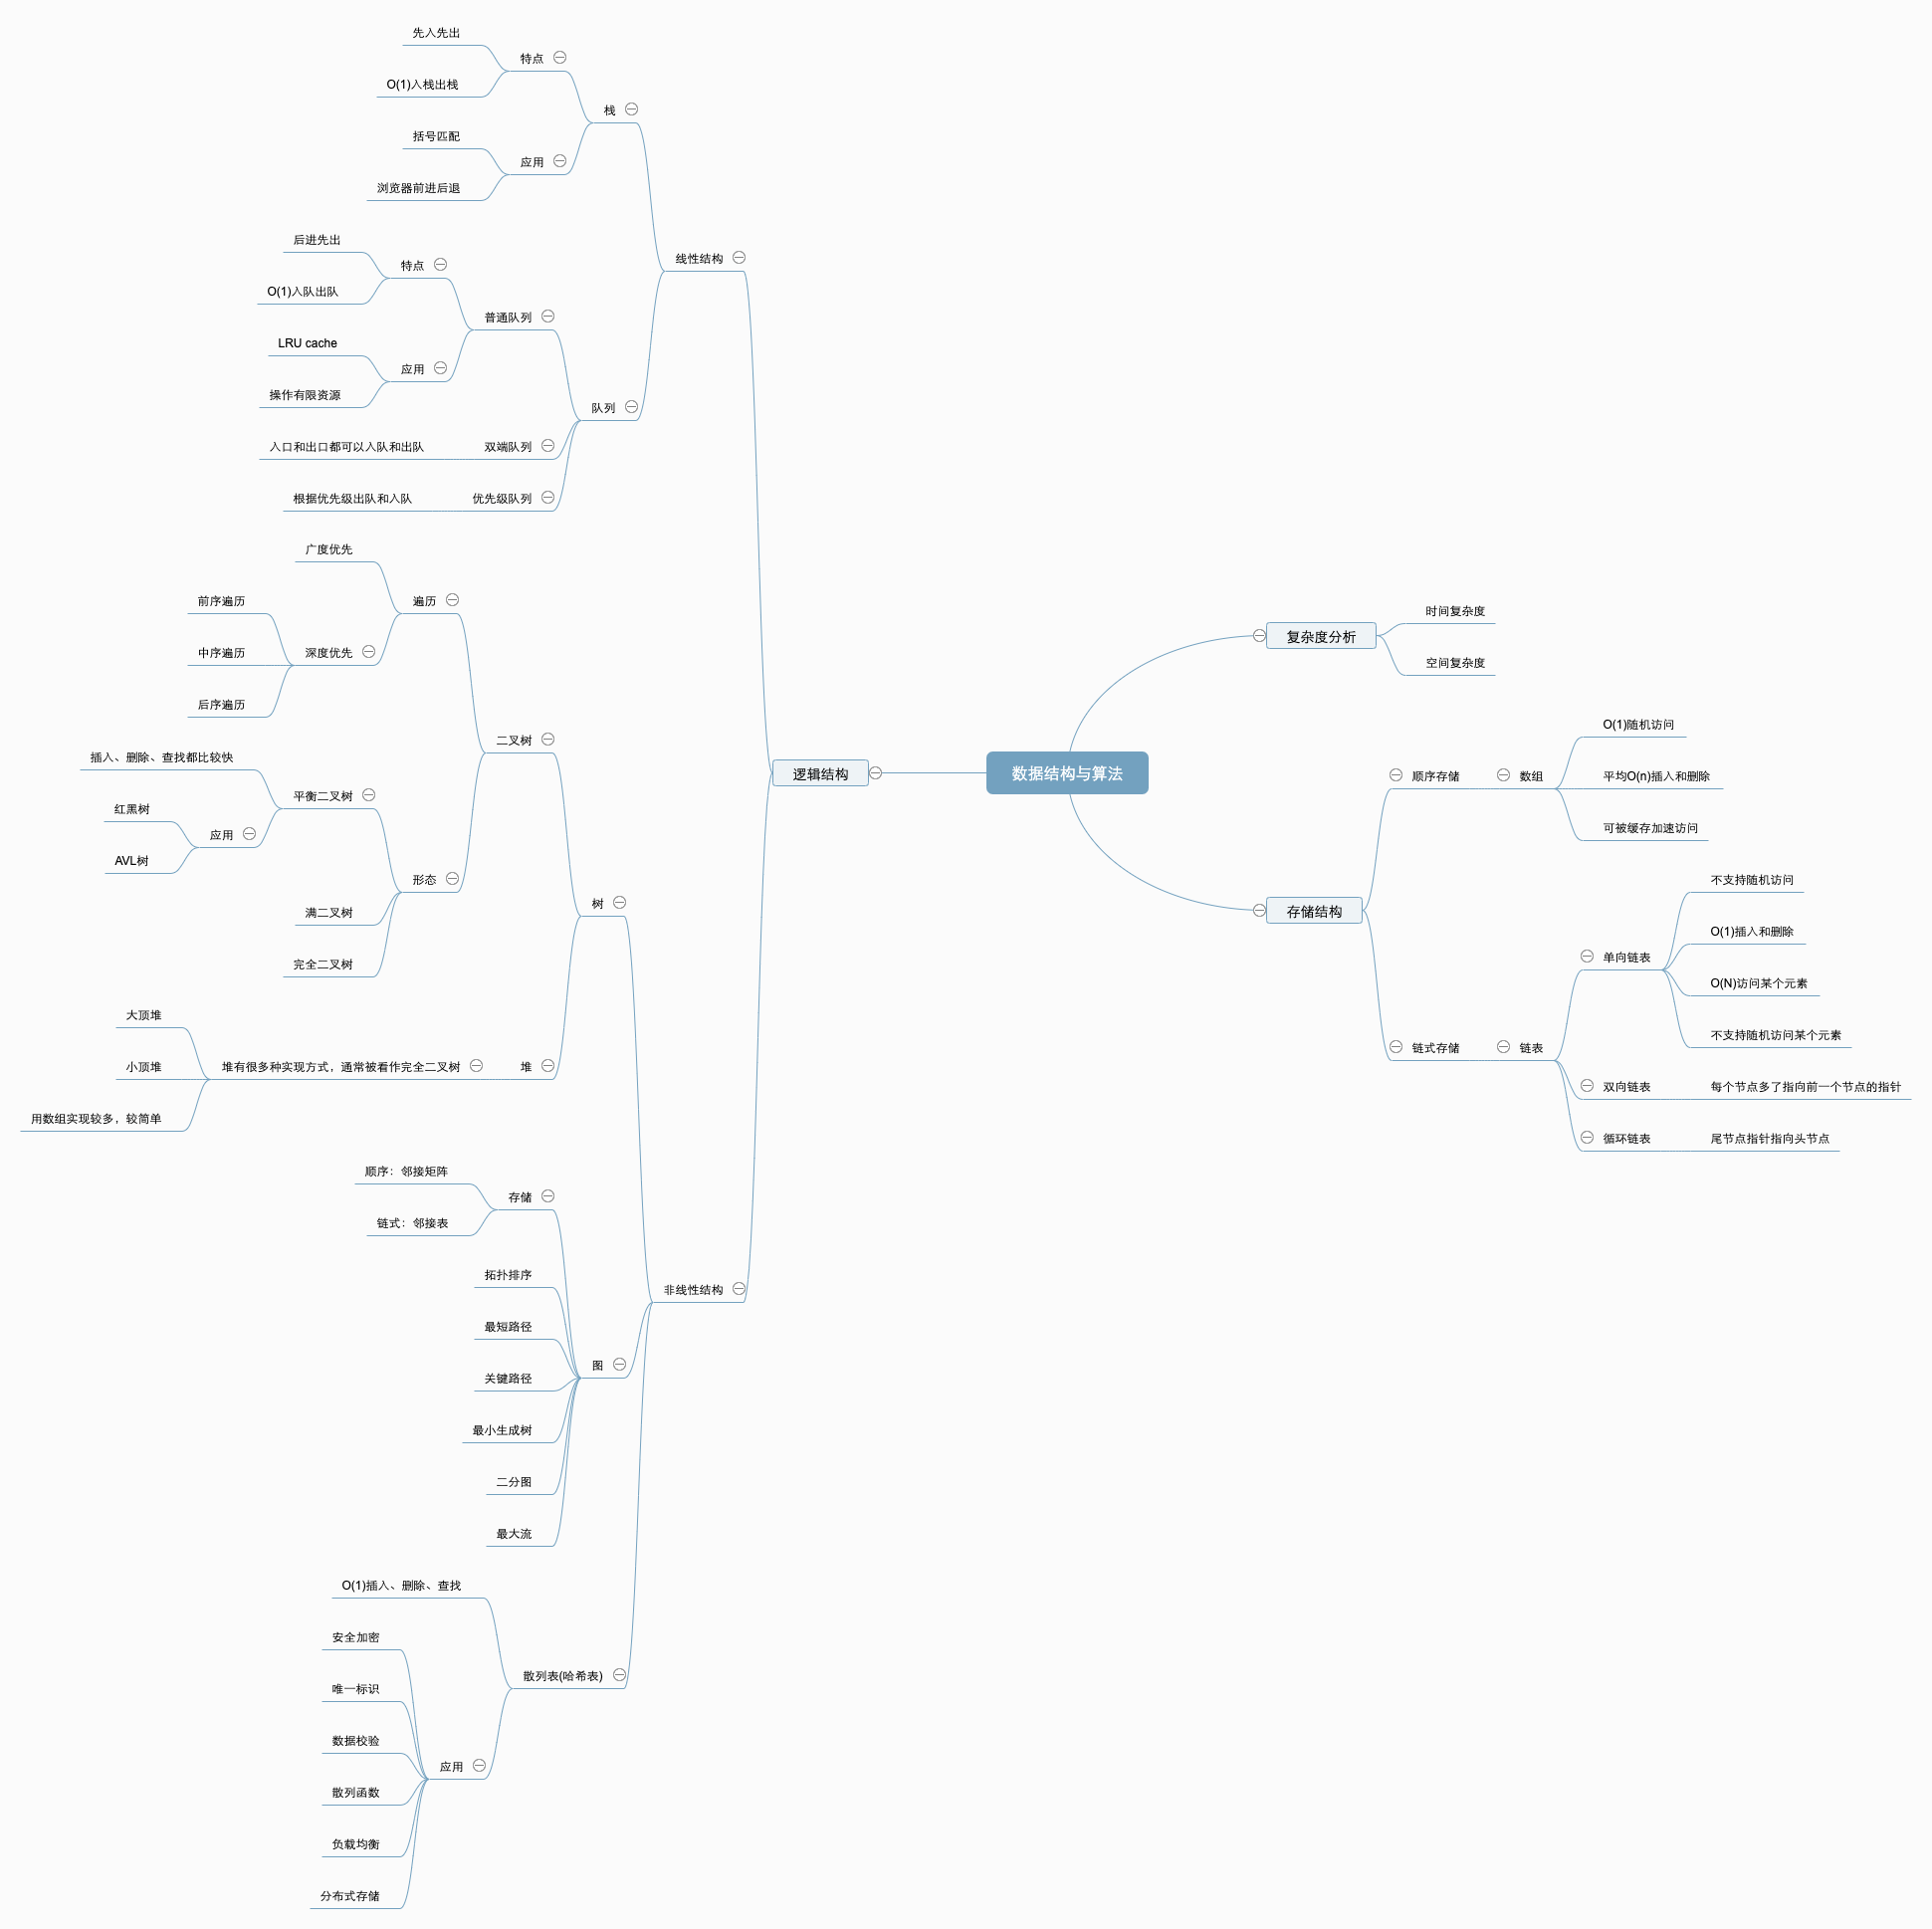 数据结构与算法
复杂度分析
时间复杂度
空间复杂度
存储结构
顺序存储
数组
O(1)随机访问
平均O(n)插入和删除
可被缓存加速访问
链式存储
链表
单向链表
不支持随机访问
O(1)插入和删除
O(N)访问某个元素
不支持随机访问某个元素
双向链表
每个节点多了指向前一个节点的指针
循环链表
尾节点指针指向头节点
逻辑结构
线性结构
栈
特点
先入先出
O(1)入栈出栈
应用
括号匹配
浏览器前进后退
队列
普通队列
特点
后进先出
O(1)入队出队
应用
LRU cache
操作有限资源
双端队列
入口和出口都可以入队和出队
优先级队列
根据优先级出队和入队
非线性结构
树
二叉树
遍历
广度优先
深度优先
前序遍历
中序遍历
后序遍历
形态
平衡二叉树
插入、删除、查找都比较快
应用
红黑树
AVL树
满二叉树
完全二叉树
堆
堆有很多种实现方式，通常被看作完全二叉树
大顶堆
小顶堆
用数组实现较多，较简单
图
存储
顺序：邻接矩阵
链式：邻接表
拓扑排序
最短路径
关键路径
最小生成树
二分图
最大流
散列表(哈希表)
O(1)插入、删除、查找
应用
安全加密
唯一标识
数据校验
散列函数
负载均衡
分布式存储